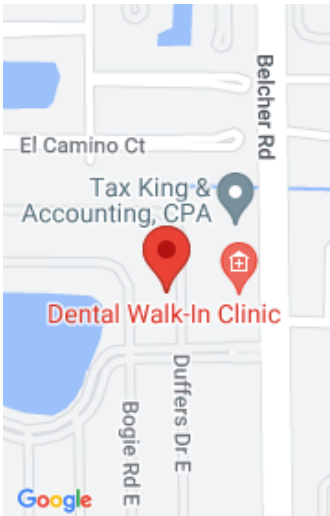 Belcher Rd
El Camino Ct
Tax King &
Accounting, CPA
Dental Walk-In Clinic
Duffers Dr E
Bogie Rd E
Google